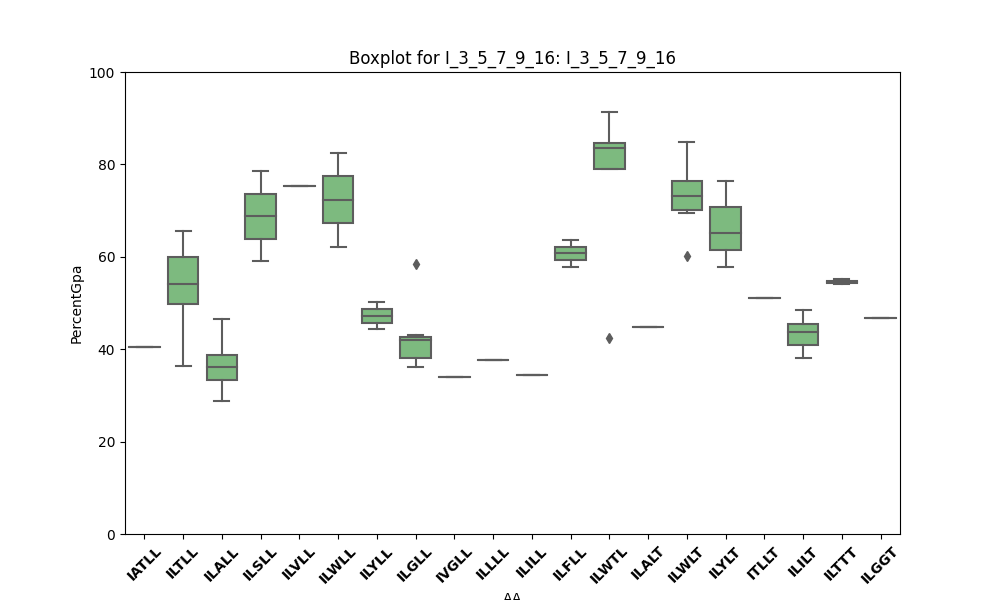 Boxplot for I_3_5_7_9_16: I_3_5_7_9_16
100
80
60
40
20
0
PercentGpa
IATLL ILTLL ILALL ILSLL ILVLL ILWLL ILYLL ILGLL IVGLL ILLLL ILILL ILFLL ILWTL ILALT ILWLT ILYLT ITLLT ILILT ILTTT ILGGT
AA